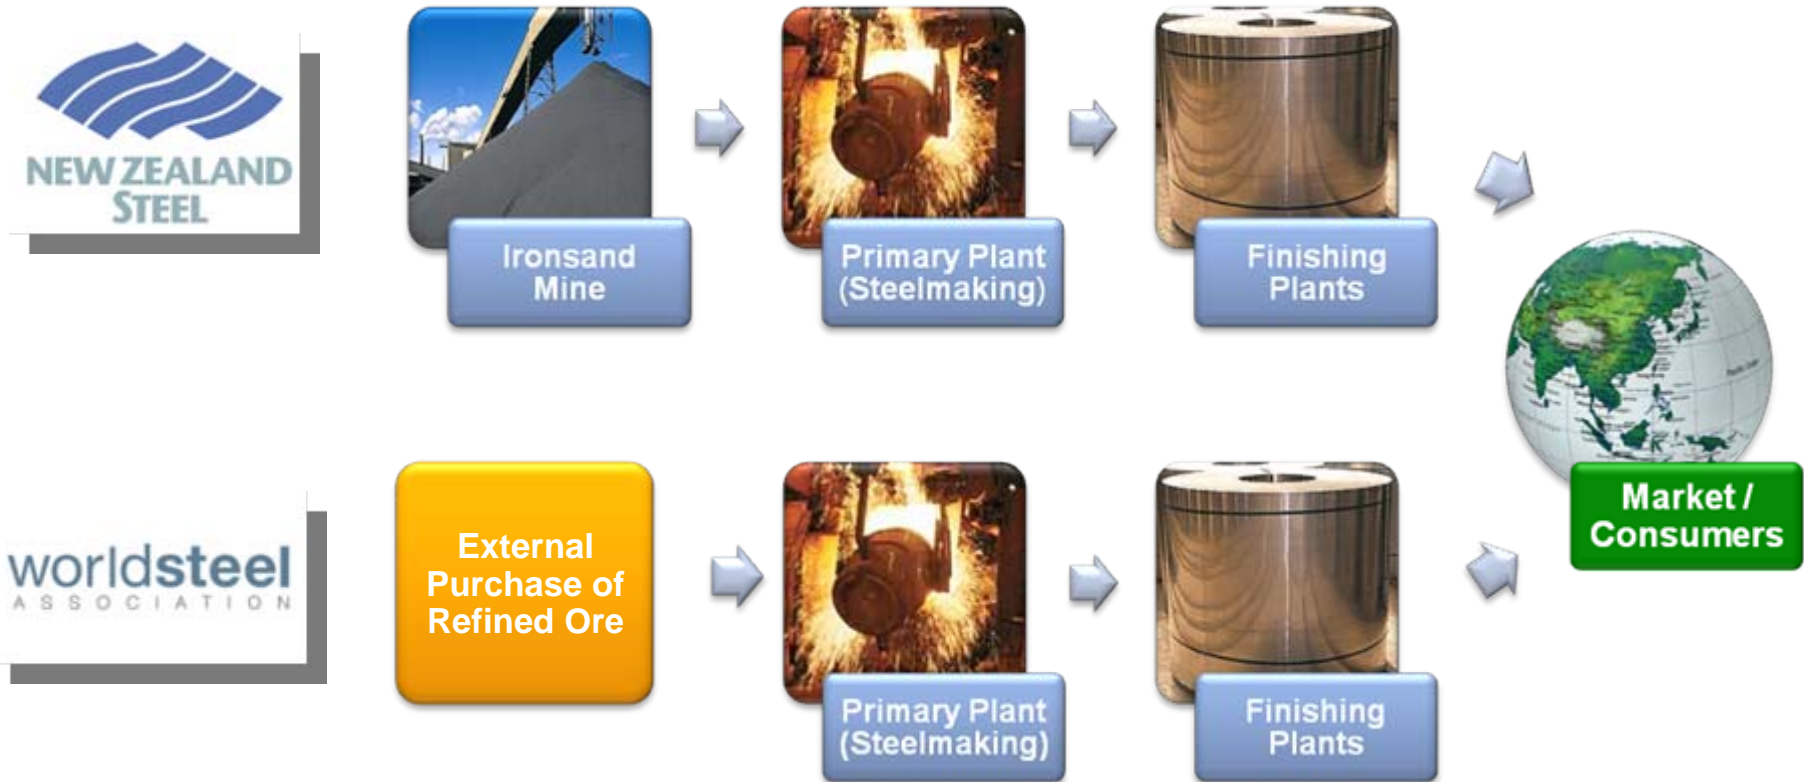 NEW ZEALAND
STEEL
Ironsand
Mine
Primary Plant
(Steelmaking)
Finishing
Plants
Market /
Consumers
worldsteel
ASSOCIATION
External
Purchase of
Refined Ore
Primary Plant
(Steelmaking)
Finishing
Plants